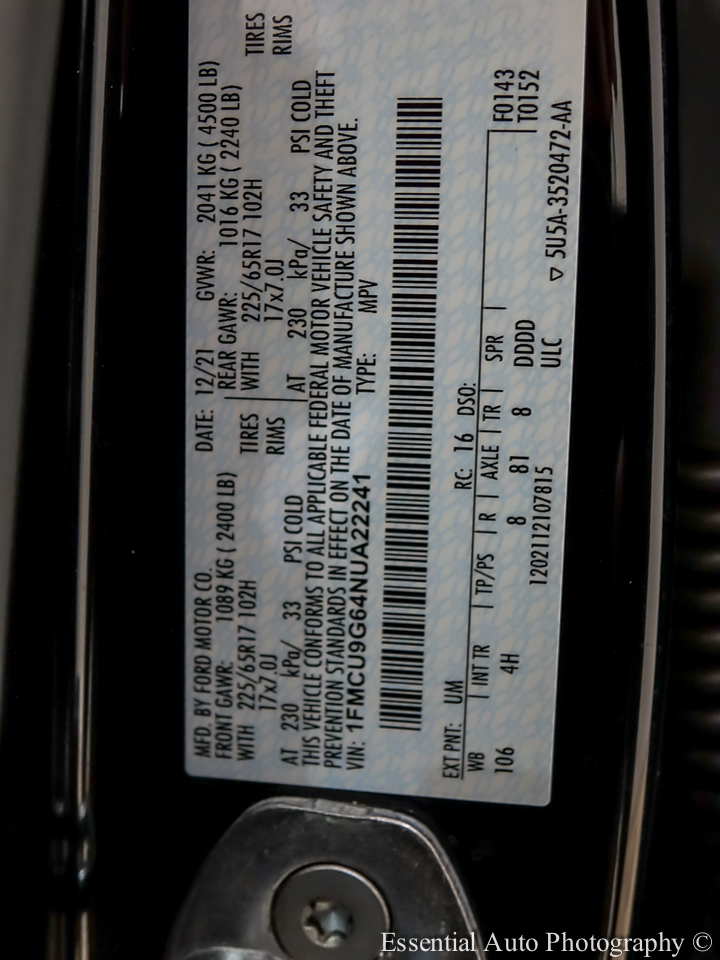 MFD. BY FORD MOTOR CO. DATE: 12/21 GVWR: 2041 KG ( 4500 LB)
FRONT GAWR: 1089 KG ( 2400 LB) REAR GAWR: 1016 KG ( 2240 LB)
WITH 225/65R17 102H TIRES WITH 225/65R17 102H TIRES
17x7.0J RIMS 17x7.0J RIMS
AT 230 kPa/ 33 PSI COLD AT 230 kPa/ 33 PSI COLD
THIS VEHICLE CONFORMS TO ALL APPLICABLE FEDERAL MOTOR VEHICLE SAFETY AND THEFT
PREVENTION STANDARDS IN EFFECT ON THE DATE OF MANUFACTURE SHOWN ABOVE.
VIN: 1FMCU9G64NUA22241 TYPE: MPV
EXT PNT: UM RC: 16 DSO:
WB INT TR TP/PS R AXLE TR SPR F0143
106 4H 8 81 8 DDDD T0152
1202112107815 ULC
▽ 5U5A-3520472-AA
Essential Auto Photography ©